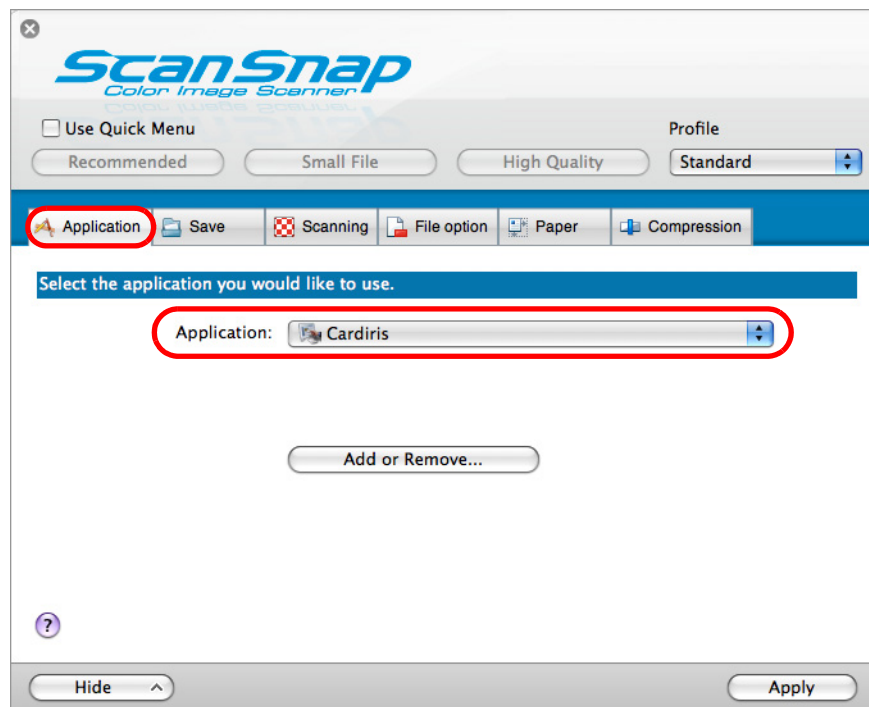 ScanSnap
Color Image Scanner
Use Quick Menu
Profile
Recommended
Small File
High Quality
Standard
Application
Save
Scanning
File option
Paper
Compression
Select the application you would like to use.
Application:
Cardiris
Add or Remove...
?
Hide
Apply